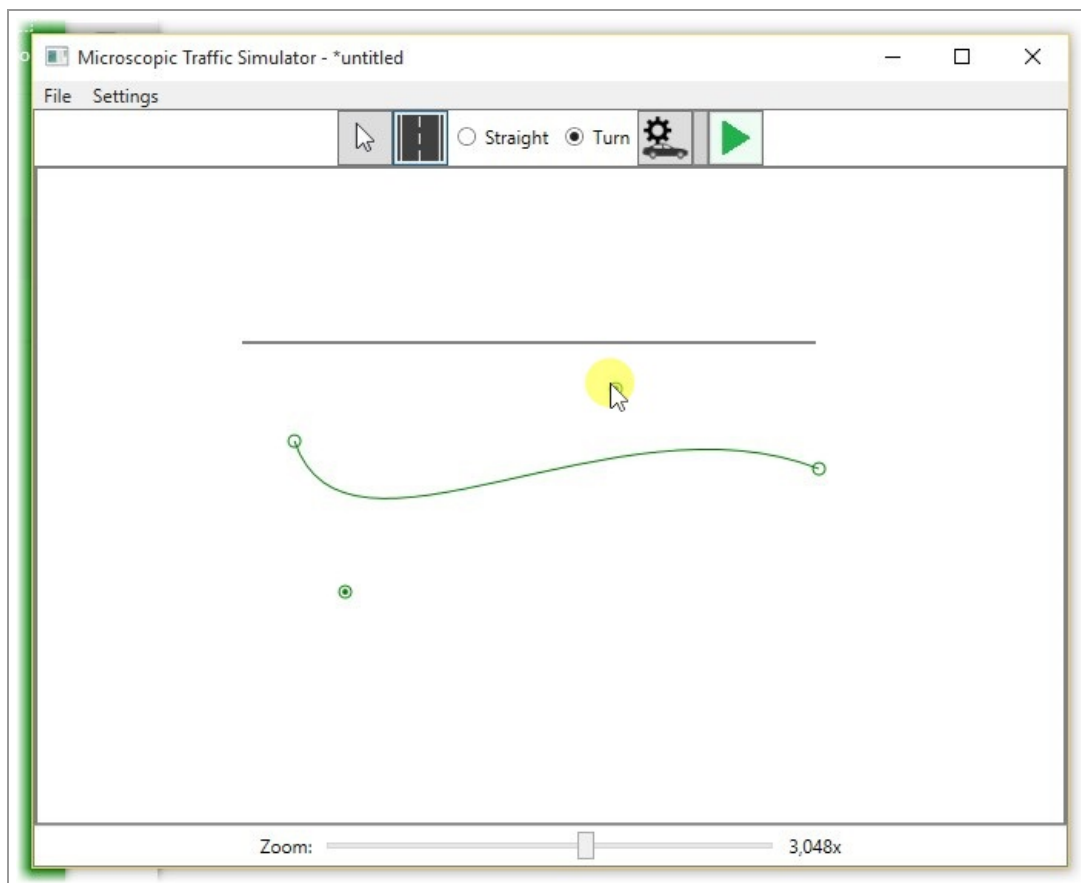 Microscopic Traffic Simulator - *untitled
File Settings
Straight Turn
Zoom: 3,048x